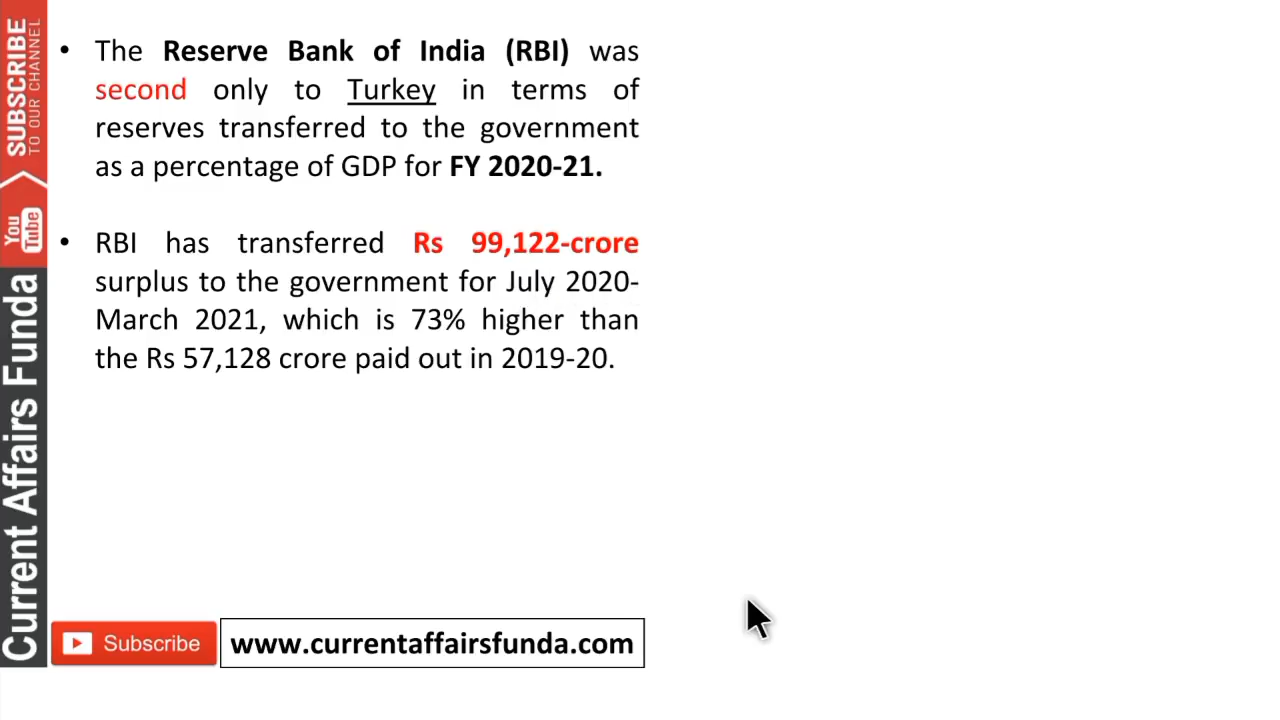 SUBSCRIBE
TO OUR CHANNEL
You
Tube
Current Affairs Funda
• The Reserve Bank of India (RBI) was
second only to Turkey in terms of
reserves transferred to the government
as a percentage of GDP for FY 2020-21.
• RBI has transferred Rs 99,122-crore
surplus to the government for July 2020-
March 2021, which is 73% higher than
the Rs 57,128 crore paid out in 2019-20.
Subscribe
www.currentaffairsfunda.com